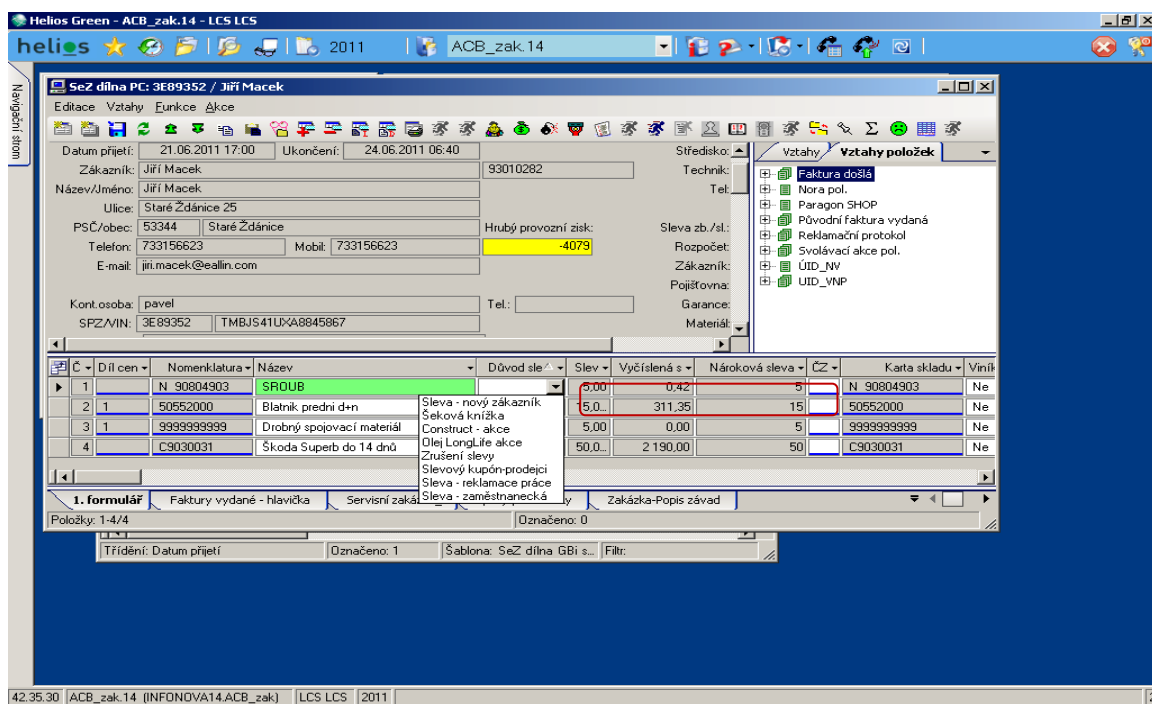 Helios Green - ACB_zak.14 - LCS LCS
helios 2011 ACB_zak.14
Navigační strom
SeZ dílna PC: 3E89352 / Jiří Macek
Editace Vztahy Funkce Akce
Datum přijetí: 21.06.2011 17:00 Ukončení: 24.06.2011 06:40 Středisko:
Zákazník: Jiří Macek 93010282 Technik:
Název/Jméno: Jiří Macek Tel:
Ulice: Staré Ždánice 25
PSČ/obec: 53344 Staré Ždánice Hrubý provozní zisk: Sleva zb./sl.:
Telefon: 733156623 Mobil: 733156623 -4079 Rozpočet:
E-mail: jiri.macek@eallin.com Zákazník:
Pojišťovna:
Kont.osoba: pavel Tel.: Garance:
SPZ/VIN: 3E89352 TMBJS41UXA8845867 Materiál:
Vztahy Vztahy položek
Faktura došlá
Nora pol.
Paragon SHOP
Původní faktura vydaná
Reklamační protokol
Svolávací akce pol.
ÚID_NV
UID_VNP
Č Díl cen Nomenklatura Název Důvod sle Slev Vyčíslená s Nároková sleva ČZ Karta skladu Viník
1 N 90804903 SROUB 5,00 0,42 5 N 90804903 Ne
2 1 50552000 Blatnik predni d+n 15,0... 311,35 15 50552000 Ne
3 1 9999999999 Drobný spojovací materiál 5,00 0,00 5 9999999999 Ne
4 C9030031 Škoda Superb do 14 dnů 50,0... 2 190,00 50 C9030031 Ne
Sleva - nový zákazník
Šeková knížka
Construct - akce
Olej LongLife akce
Zrušení slevy
Slevový kupón-prodejci
Sleva - reklamace práce
Sleva - zaměstnanecká
1. formulář Faktury vydané - hlavička Servisní Zakázka-Popis závad
Položky: 1-4/4 Označeno: 0
Třídění: Datum přijetí Označeno: 1 Šablona: SeZ dílna GBi s... Filtr:
42.35.30 ACB_zak.14 (INFONOVA14.ACB_zak) LCS LCS 2011